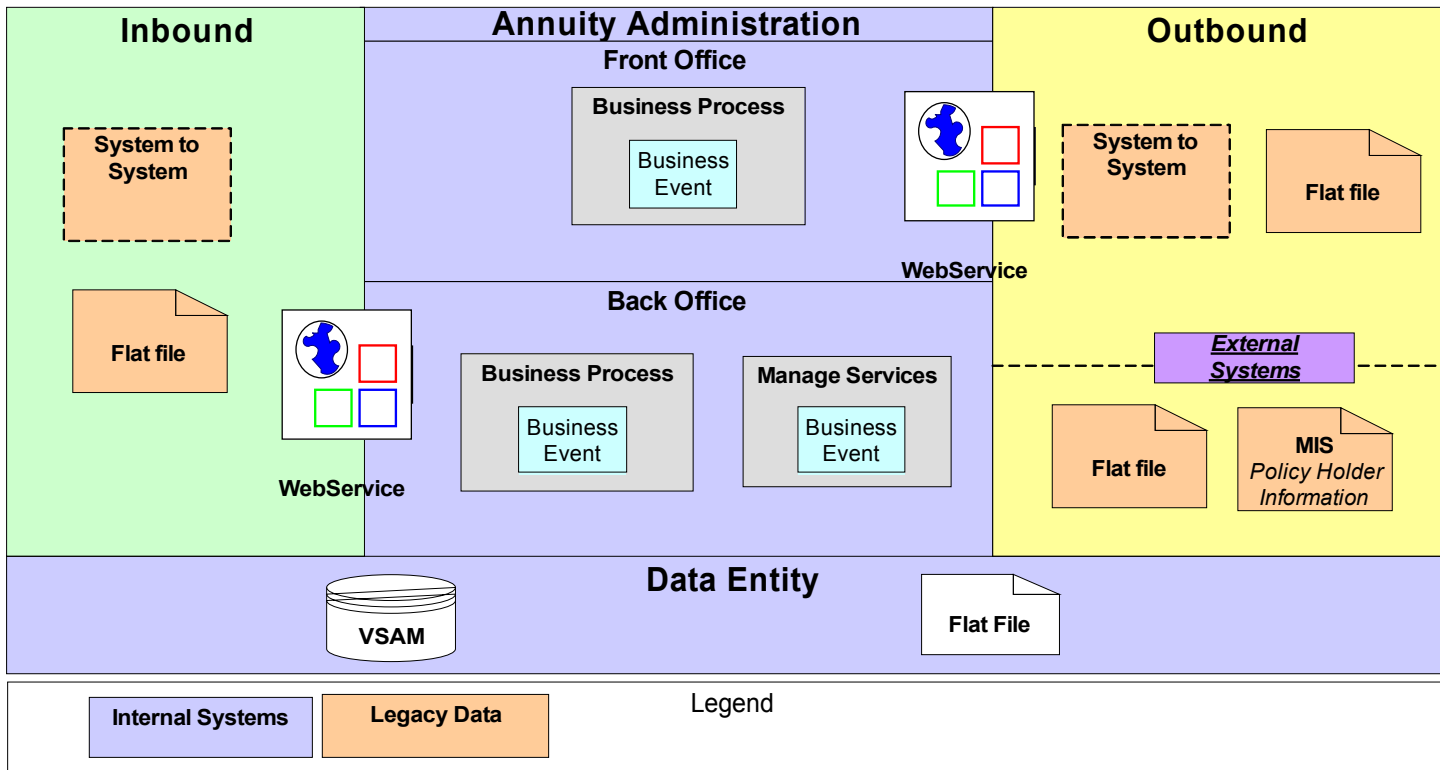 Inbound
Annuity Administration
Outbound
Front Office
Business Process
Business
Event
System to
System
WebService
System to
System
Flat file
Flat file
WebService
Back Office
Business Process
Business
Event
Manage Services
Business
Event
External
Systems
Flat file
MIS
Policy Holder
Information
Data Entity
VSAM
Flat File
Legend
Internal Systems
Legacy Data